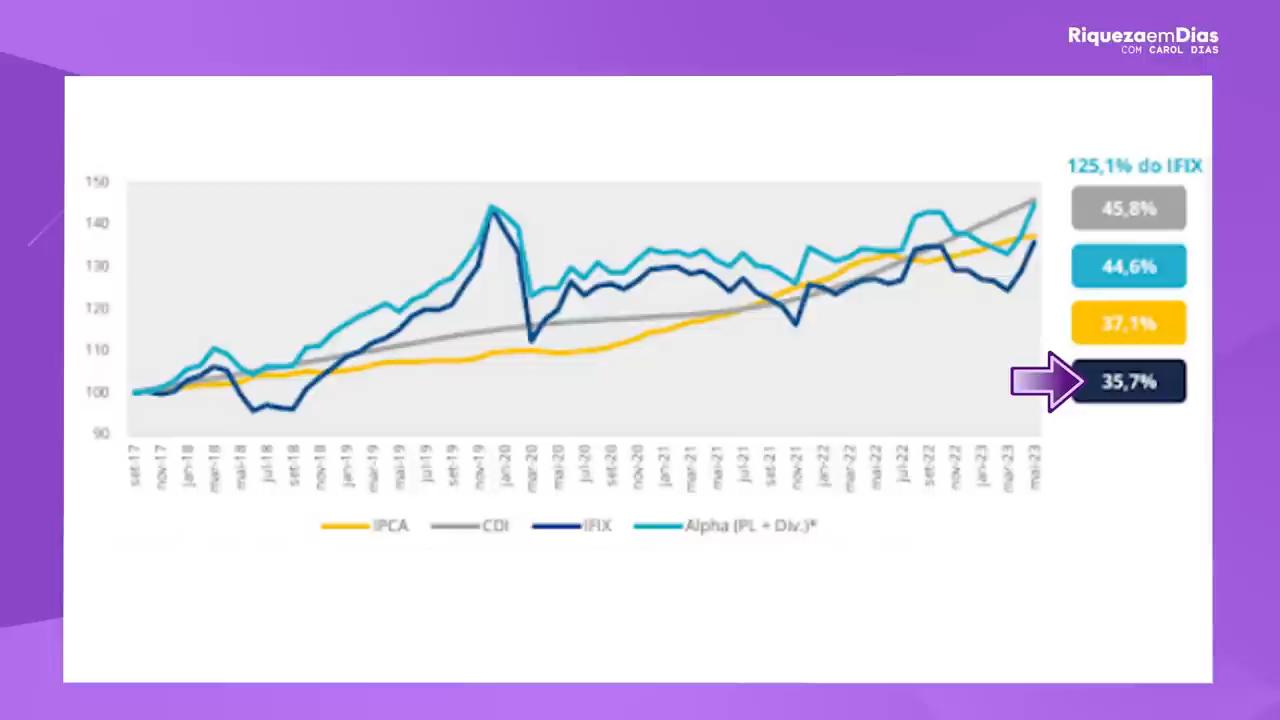 RiquezaemDias
COM CAROL DIAS
125,1% do IFIX
45,8%
44,6%
37,1%
35,7%
150
140
130
120
110
100
90
set-17
nov-17
jan-18
mar-18
mai-18
jul-18
set-18
nov-18
jan-19
mar-19
mai-19
jul-19
set-19
nov-19
jan-20
mar-20
mai-20
jul-20
set-20
nov-20
jan-21
mar-21
mai-21
jul-21
set-21
nov-21
jan-22
mar-22
mai-22
jul-22
set-22
nov-22
jan-23
mar-23
mai-23
IPCA CDI IFIX Alpha (PL + Div.)*